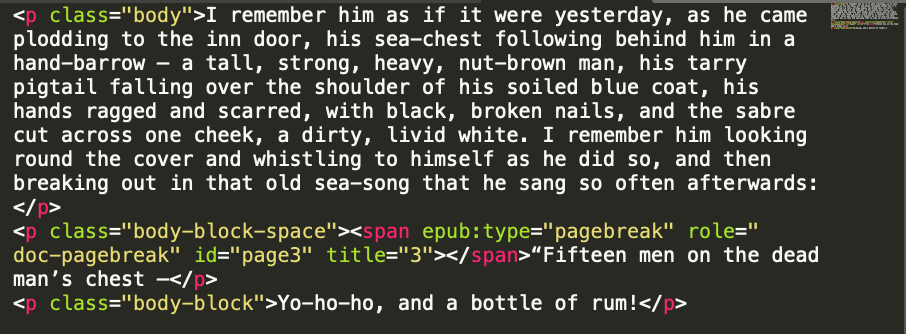 <p class="body">I remember him as if it were yesterday, as he came
plodding to the inn door, his sea-chest following behind him in a
hand-barrow — a tall, strong, heavy, nut-brown man, his tarry
pigtail falling over the shoulder of his soiled blue coat, his
hands ragged and scarred, with black, broken nails, and the sabre
cut across one cheek, a dirty, livid white. I remember him looking
round the cover and whistling to himself as he did so, and then
breaking out in that old sea-song that he sang so often afterwards:
</p>
<p class="body-block-space"><span epub:type="pagebreak" role="
doc-pagebreak" id="page3" title="3"></span>“Fifteen men on the dead
man’s chest —</p>
<p class="body-block">Yo-ho-ho, and a bottle of rum!</p>